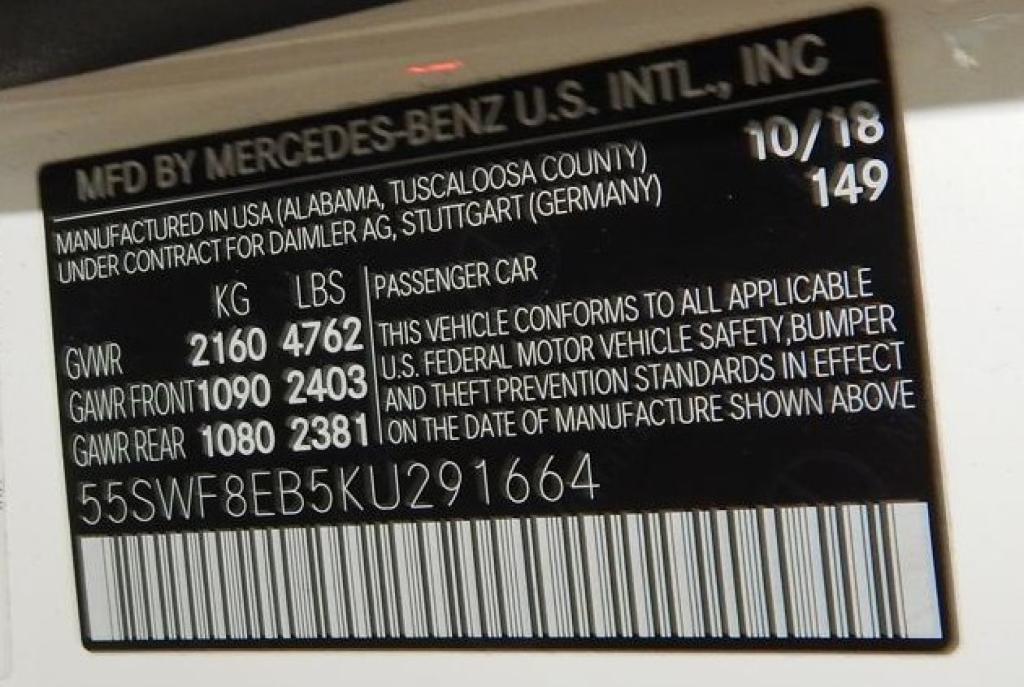 MFD BY MERCEDES-BENZ U.S. INTL., INC
10/18
MANUFACTURED IN USA (ALABAMA, TUSCALOOSA COUNTY)
149
UNDER CONTRACT FOR DAIMLER AG, STUTTGART (GERMANY)
KG LBS
GVWR 2160 4762
GAWR FRONT 1090 2403
GAWR REAR 1080 2381
PASSENGER CAR
THIS VEHICLE CONFORMS TO ALL APPLICABLE
U.S. FEDERAL MOTOR VEHICLE SAFETY,BUMPER
AND THEFT PREVENTION STANDARDS IN EFFECT
ON THE DATE OF MANUFACTURE SHOWN ABOVE
55SWF8EB5KU291664